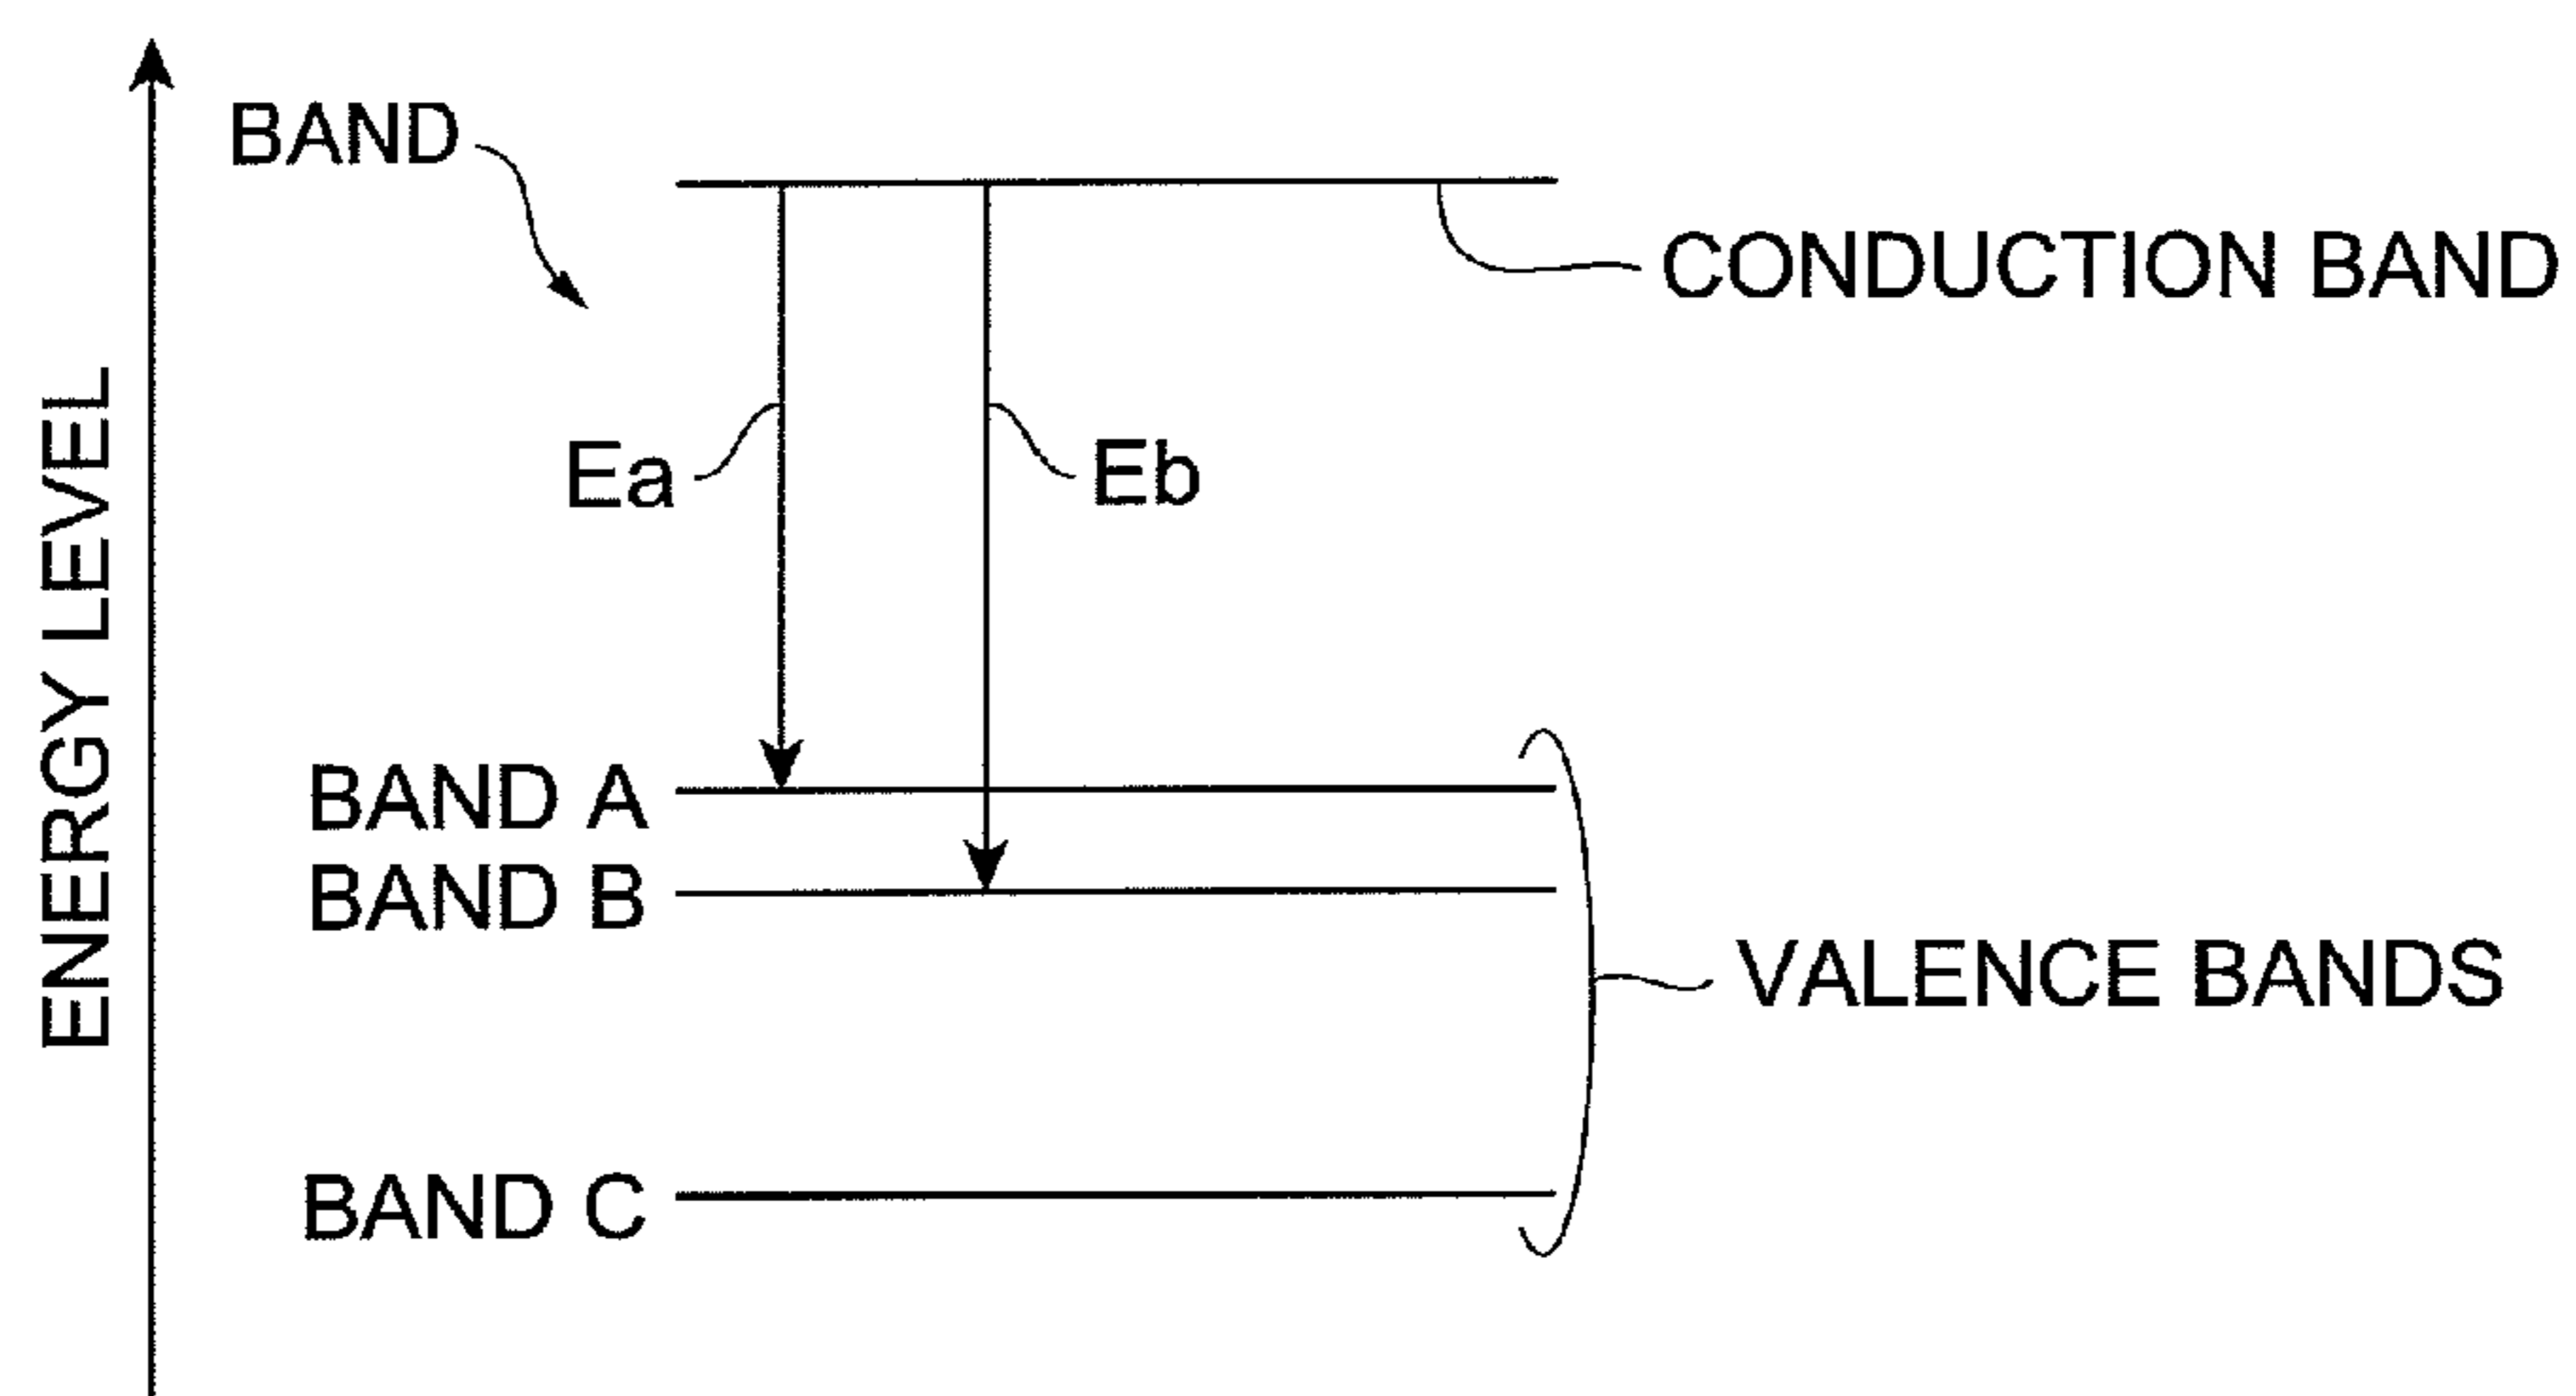 BAND
CONDUCTION BAND
Ea
Eb
ENERGY LEVEL
BAND A
BAND B
VALENCE BANDS
BAND C